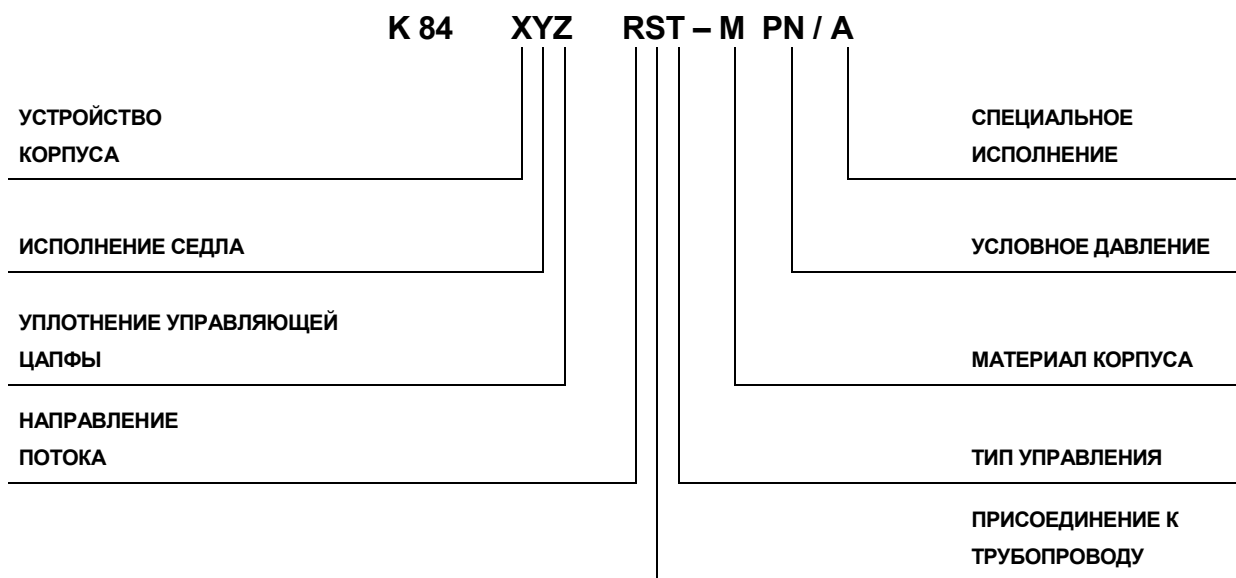 K 84 XYZ RST – M PN / A
УСТРОЙСТВО
КОРПУСА
СПЕЦИАЛЬНОЕ
ИСПОЛНЕНИЕ
ИСПОЛНЕНИЕ СЕДЛА
УСЛОВНОЕ ДАВЛЕНИЕ
УПЛОТНЕНИЕ УПРАВЛЯЮЩЕЙ
ЦАПФЫ
МАТЕРИАЛ КОРПУСА
НАПРАВЛЕНИЕ
ПОТОКА
ТИП УПРАВЛЕНИЯ
ПРИСОЕДИНЕНИЕ К
ТРУБОПРОВОДУ